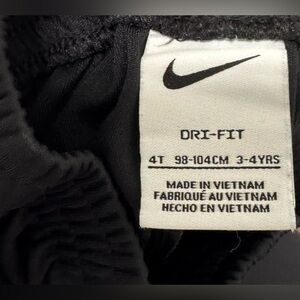 DRI-FIT
4T 98-104CM 3-4YRS
MADE IN VIETNAM
FABRIQUÉ AU VIETNAM
HECHO EN VIETNAM